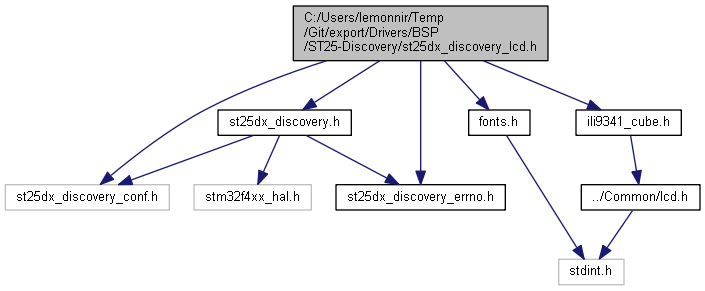 C:/Users/lemonnir/Temp
/Git/export/Drivers/BSP
/ST25-Discovery/st25dx_discovery_lcd.h
st25dx_discovery.h
fonts.h
ili9341_cube.h
st25dx_discovery_conf.h
stm32f4xx_hal.h
st25dx_discovery_errno.h
../Common/lcd.h
stdint.h